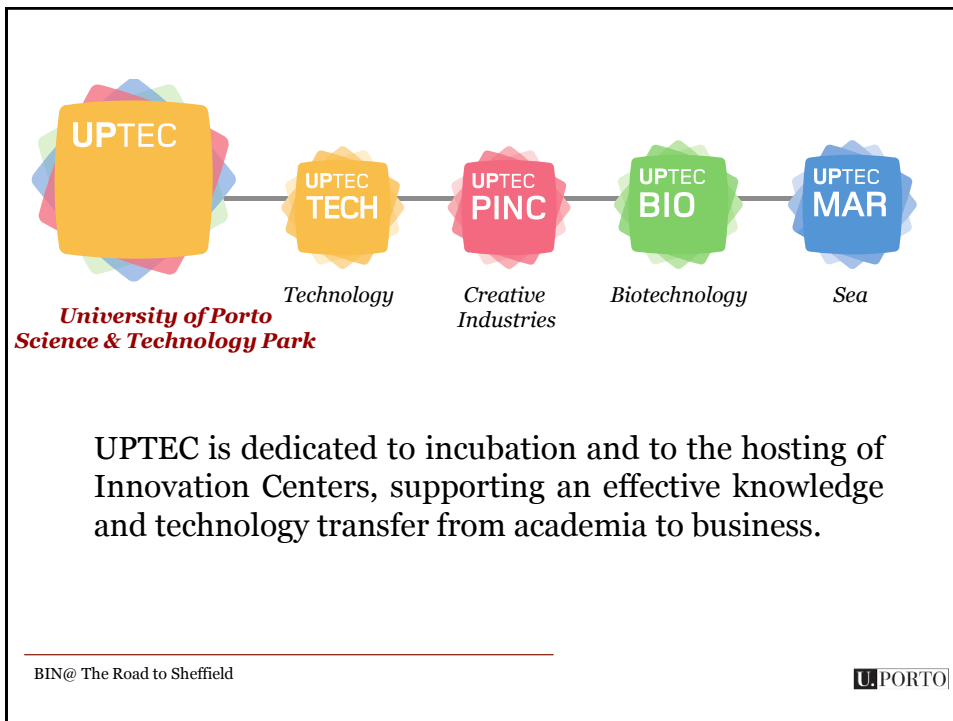 UPTEC
UPTEC
TECH
UPTEC
PINC
UPTEC
BIO
UPTEC
MAR
University of Porto
Science & Technology Park
Technology
Creative
Industries
Biotechnology
Sea
UPTEC is dedicated to incubation and to the hosting of
Innovation Centers, supporting an effective knowledge
and technology transfer from academia to business.
BIN@ The Road to Sheffield
U. PORTO